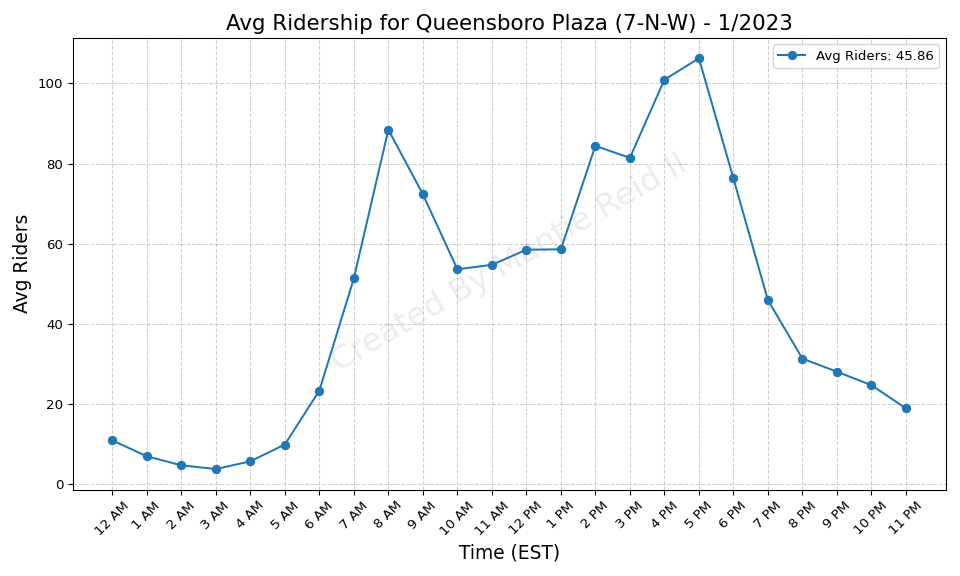 Avg Ridership for Queensboro Plaza (7-N-W) - 1/2023
Avg Riders: 45.86
Avg Riders
100
80
60
40
20
0
Created By Mantie Reid II
12 AM 1 AM 2 AM 3 AM 4 AM 5 AM 6 AM 7 AM 8 AM 9 AM 10 AM 11 AM 12 PM 1 PM 2 PM 3 PM 4 PM 5 PM 6 PM 7 PM 8 PM 9 PM 10 PM 11 PM
Time (EST)